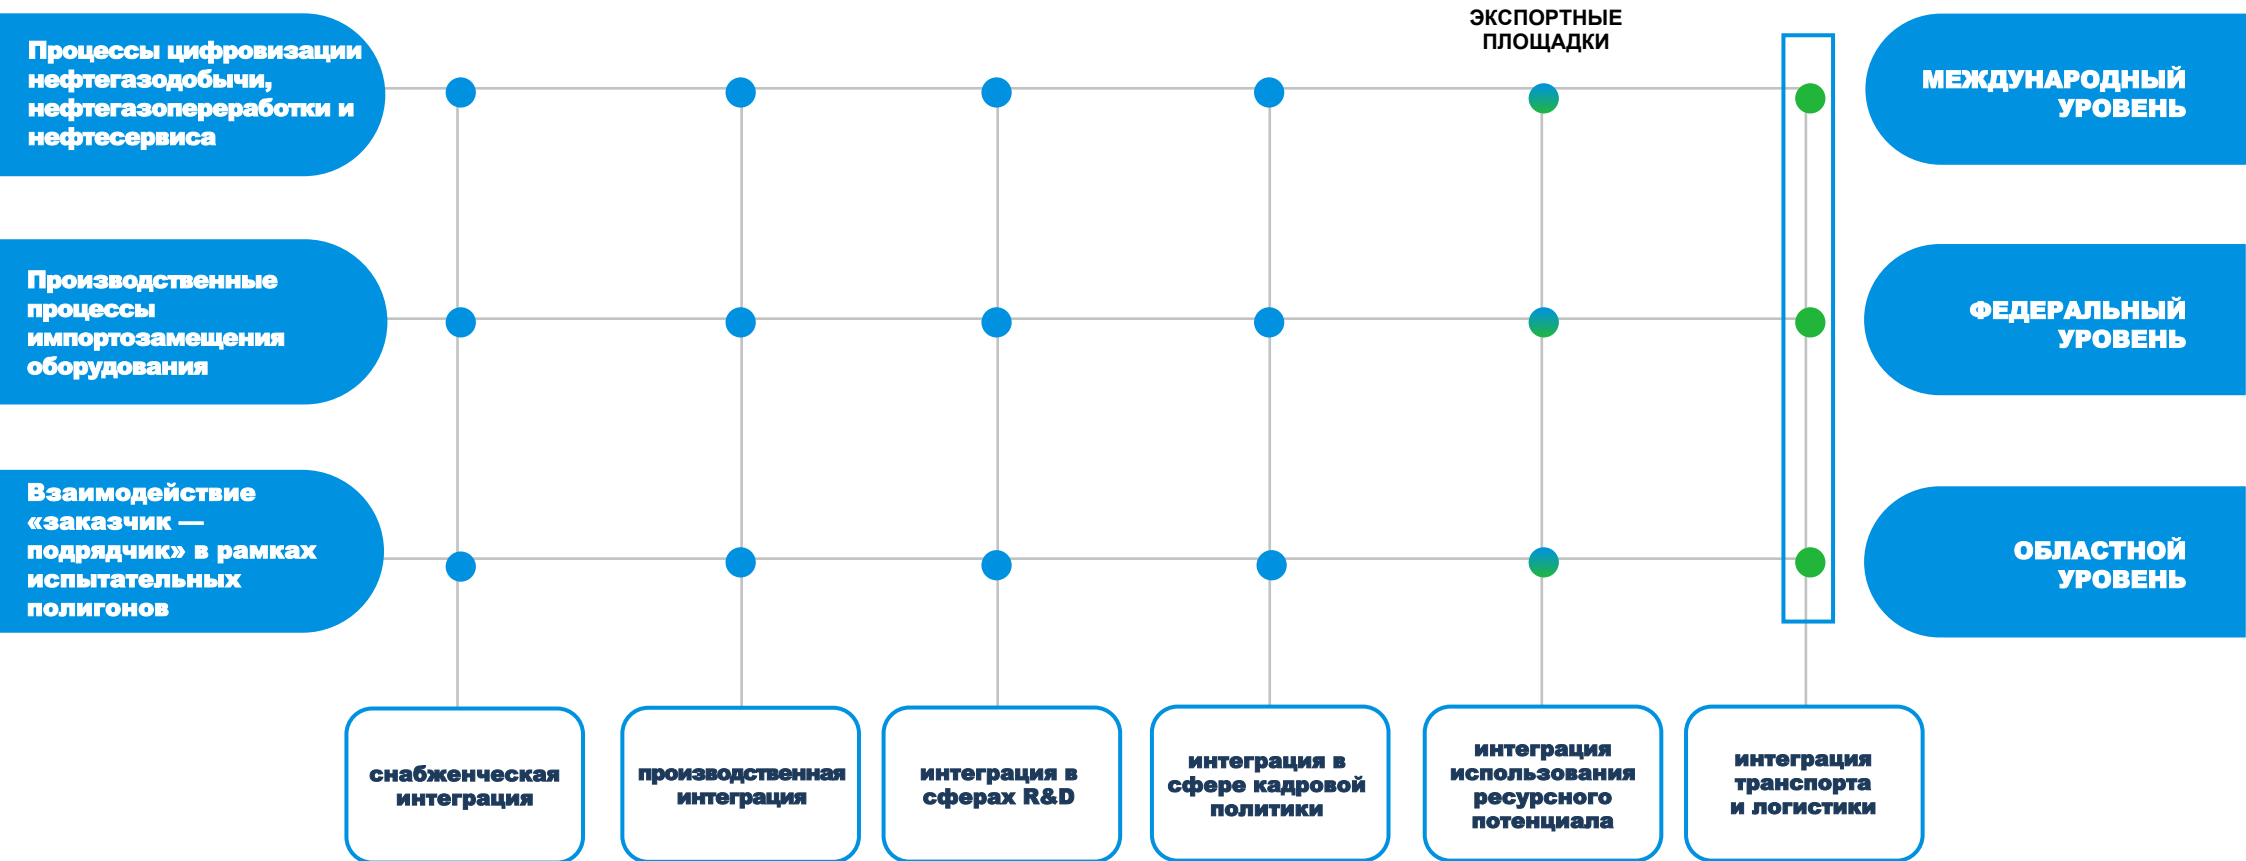 ЭКСПОРТНЫЕ
ПЛОЩАДКИ
Процессы цифровизации
нефтегазодобычи,
нефтегазопереработки и
нефтесервиса
МЕЖДУНАРОДНЫЙ
УРОВЕНЬ
Производственные
процессы
импортозамещения
оборудования
ФЕДЕРАЛЬНЫЙ
УРОВЕНЬ
Взаимодействие
«заказчик —
подрядчик» в рамках
испытательных
полигонов
ОБЛАСТНОЙ
УРОВЕНЬ
снабженческая
интеграция
производственная
интеграция
интеграция в
сферах R&D
интеграция в
сфере кадровой
политики
интеграция
использования
ресурсного
потенциала
интеграция
транспорта
и логистики